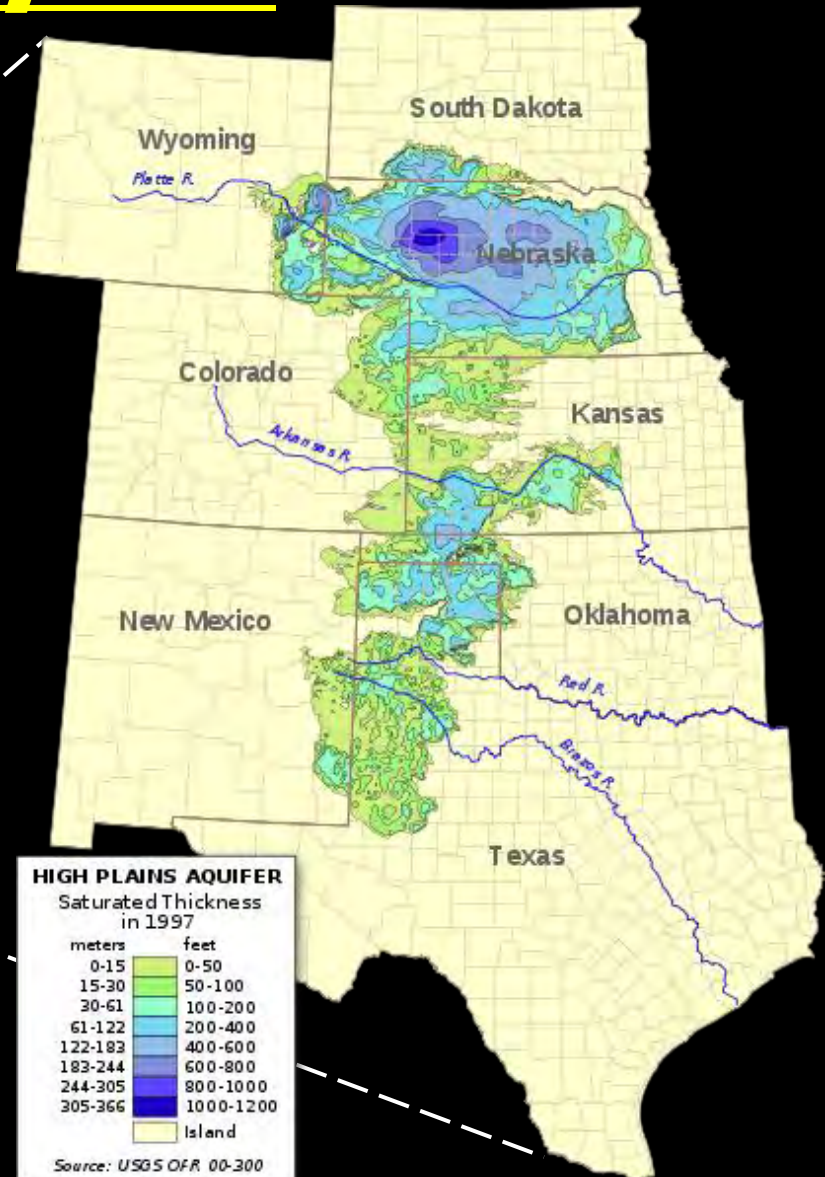 South Dakota
Wyoming
Platte R.
Nebraska
Colorado
Kansas
Arkansas R.
New Mexico
Oklahoma
Red R.
Brazos R.
Texas
HIGH PLAINS AQUIFER
Saturated Thickness
in 1997
meters feet
0-15 0-50
15-30 50-100
30-61 100-200
61-122 200-400
122-183 400-600
183-244 600-800
244-305 800-1000
305-366 1000-1200
Island
Source: USGS OFR 00-300